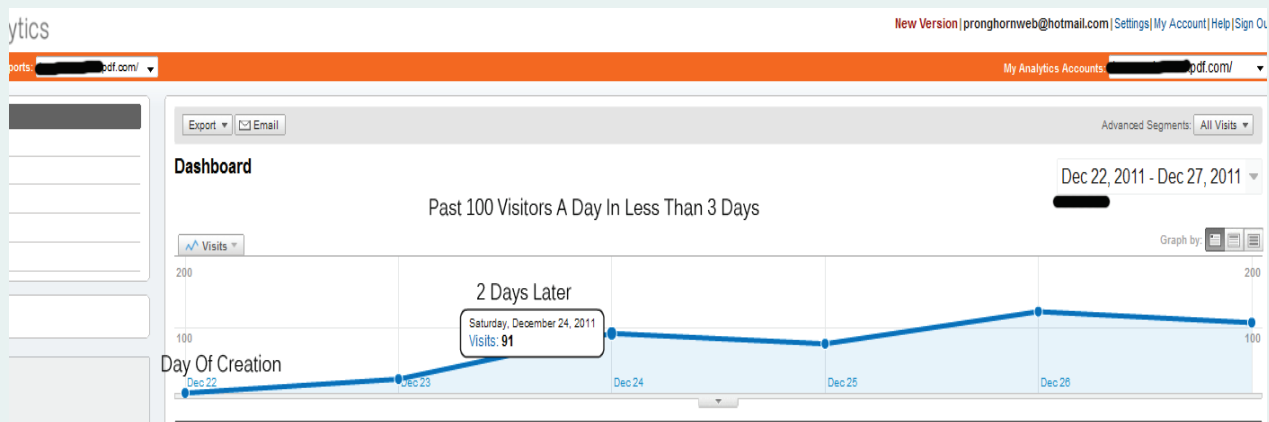 ytics
New Version | pronghornweb@hotmail.com | Settings | My Account | Help | Sign Ou
ports: pdf.com/
My Analytics Accounts: pdf.com/
Export Email
Advanced Segments: All Visits
Dashboard
Dec 22, 2011 - Dec 27, 2011
Past 100 Visitors A Day In Less Than 3 Days
Visits
Graph by:
200
200
2 Days Later
Saturday, December 24, 2011
Visits: 91
100
100
Day Of Creation
Dec 22
Dec 23
Dec 24
Dec 25
Dec 26